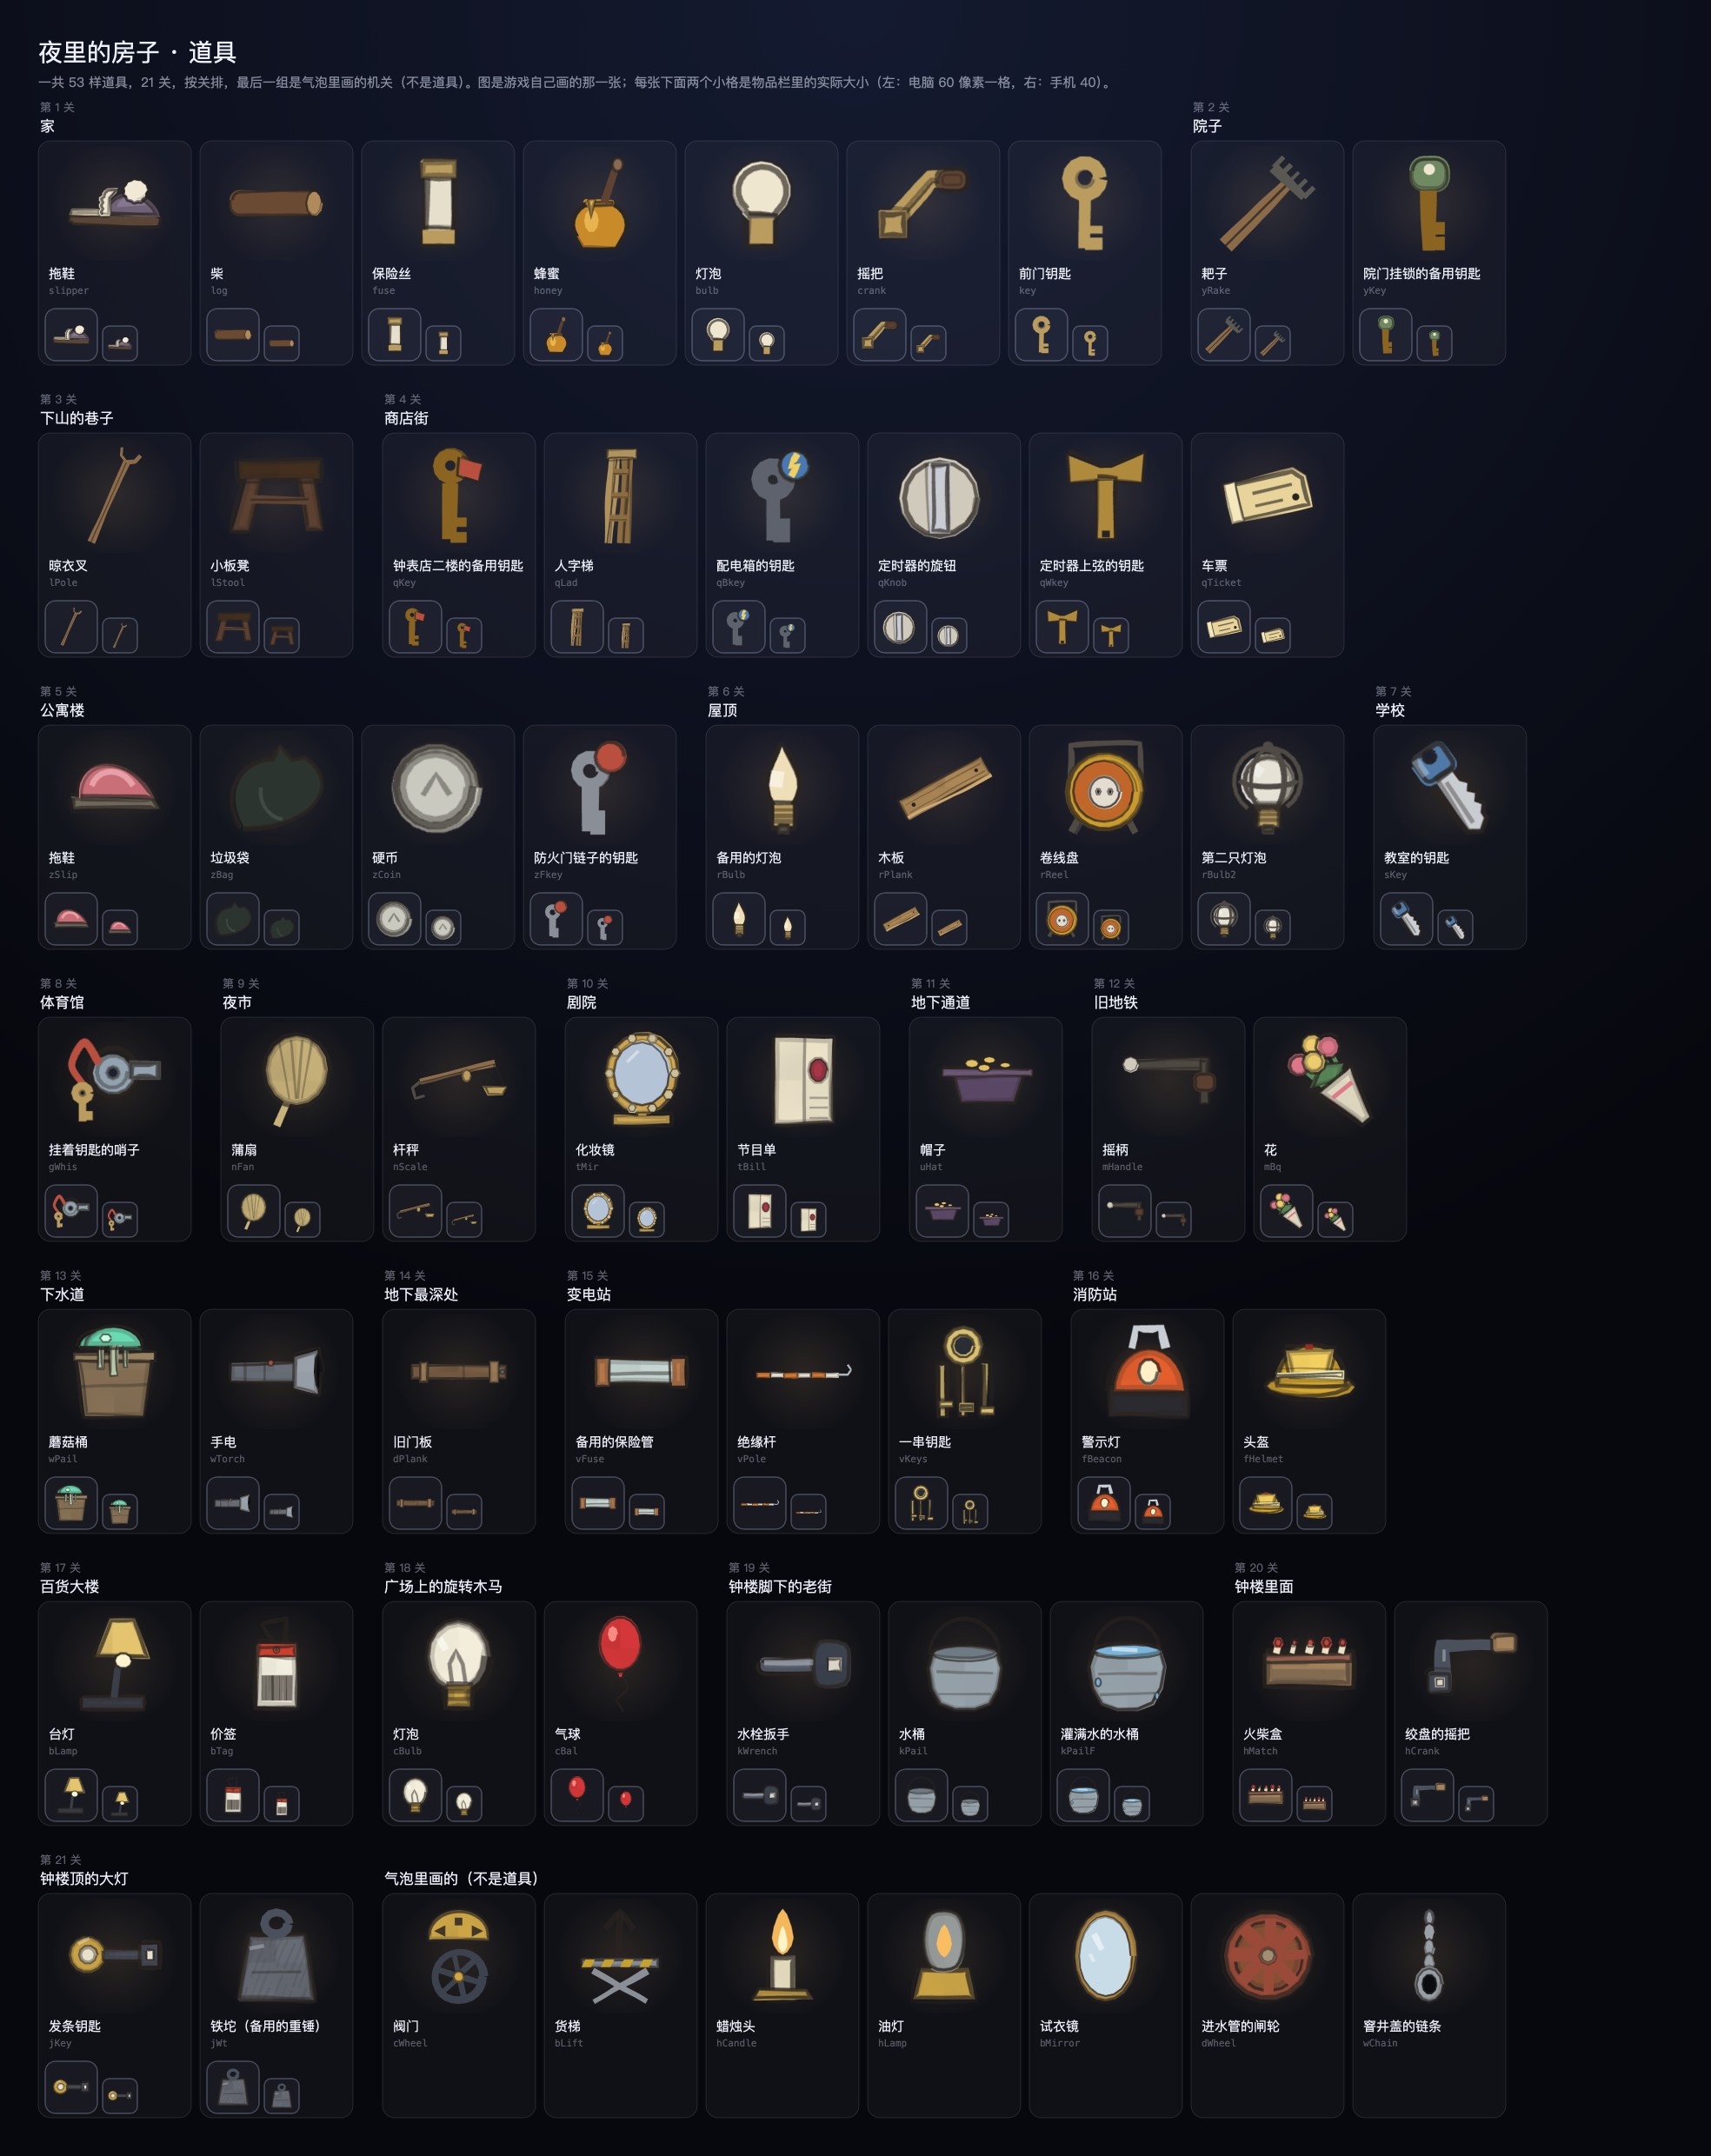 夜里的房子 · 道具
一共 53 样道具，21 关，按关排，最后一组是气泡里画的机关（不是道具）。图是游戏自己画的那一张；每张下面两个小格是物品栏里的实际大小（左：电脑 60 像素一格，右：手机 40）。
第 1 关
家
第 2 关
院子
拖鞋
slipper
柴
log
保险丝
fuse
蜂蜜
honey
灯泡
bulb
摇把
crank
前门钥匙
key
耙子
yRake
院门挂锁的备用钥匙
yKey
第 3 关
下山的巷子
第 4 关
商店街
晾衣叉
lPole
小板凳
lStool
钟表店二楼的备用钥匙
qKey
人字梯
qLad
配电箱的钥匙
qBkey
定时器的旋钮
qKnob
定时器上弦的钥匙
qWkey
车票
qTicket
第 5 关
公寓楼
第 6 关
屋顶
第 7 关
学校
拖鞋
zSlip
垃圾袋
zBag
硬币
zCoin
防火门链子的钥匙
zFkey
备用的灯泡
rBulb
木板
rPlank
卷线盘
rReel
第二只灯泡
rBulb2
教室的钥匙
sKey
第 8 关
体育馆
第 9 关
夜市
第 10 关
剧院
第 11 关
地下通道
第 12 关
旧地铁
挂着钥匙的哨子
gWhis
蒲扇
nFan
杆秤
nScale
化妆镜
tMir
节目单
tBill
帽子
uHat
摇柄
mHandle
花
mBq
第 13 关
下水道
第 14 关
地下最深处
第 15 关
变电站
第 16 关
消防站
蘑菇桶
wPail
手电
wTorch
旧门板
dPlank
备用的保险管
vFuse
绝缘杆
vPole
一串钥匙
vKeys
警示灯
fBeacon
头盔
fHelmet
第 17 关
百货大楼
第 18 关
广场上的旋转木马
第 19 关
钟楼脚下的老街
第 20 关
钟楼里面
台灯
bLamp
价签
bTag
灯泡
cBulb
气球
cBal
水栓扳手
kWrench
水桶
kPail
灌满水的水桶
kPailF
火柴盒
hMatch
绞盘的摇把
hCrank
第 21 关
钟楼顶的大灯
气泡里画的（不是道具）
发条钥匙
jKey
铁坨（备用的重锤）
jWt
阀门
cWheel
货梯
bLift
蜡烛头
hCandle
油灯
hLamp
试衣镜
bMirror
进水管的闸轮
dWheel
窨井盖的链条
wChain